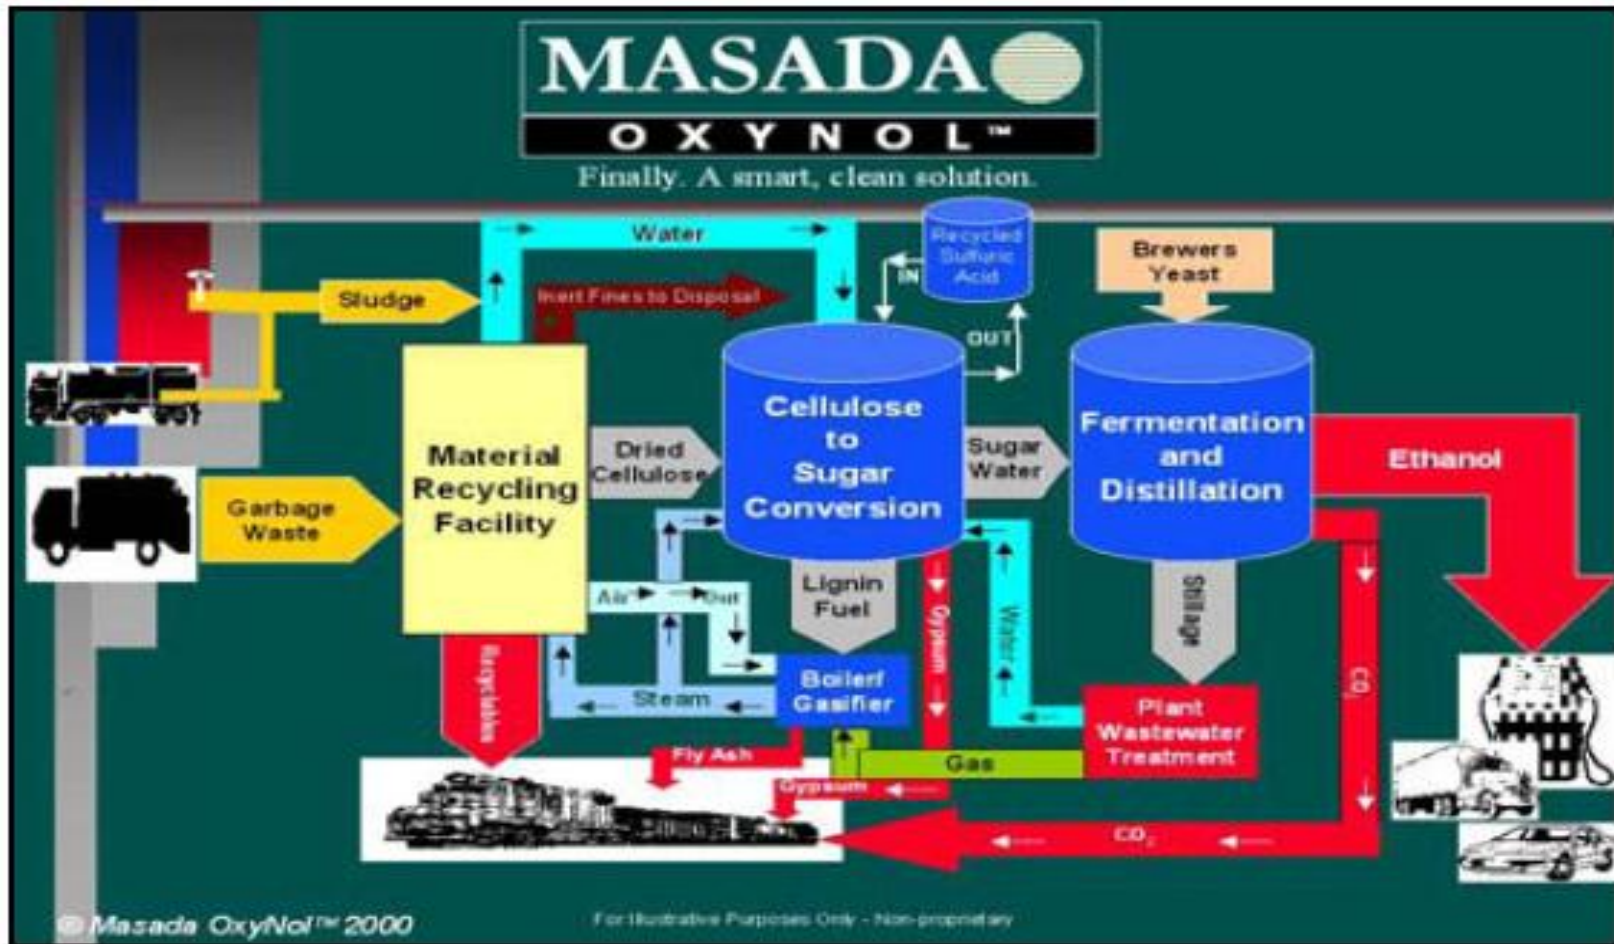 MASADA
OXYNOL™
Finally. A smart, clean solution.
Water
Recycled
Sulfuric
Acid
IN
OUT
Brewers
Yeast
Sludge
Inert Fines to Disposal
Material
Recycling
Facility
Dried
Cellulose
Cellulose
to
Sugar
Conversion
Sugar
Water
Fermentation
and
Distillation
Ethanol
Garbage
Waste
Air
Out
Lignin
Fuel
Gypsum
Water
Stillage
CO₂
Recyclables
Steam
Boiler/
Gasifier
Plant
Wastewater
Treatment
Fly Ash
Gas
Gypsum
CO₂
® Masada OxyNol™ 2000
For Illustrative Purposes Only - Non-proprietary